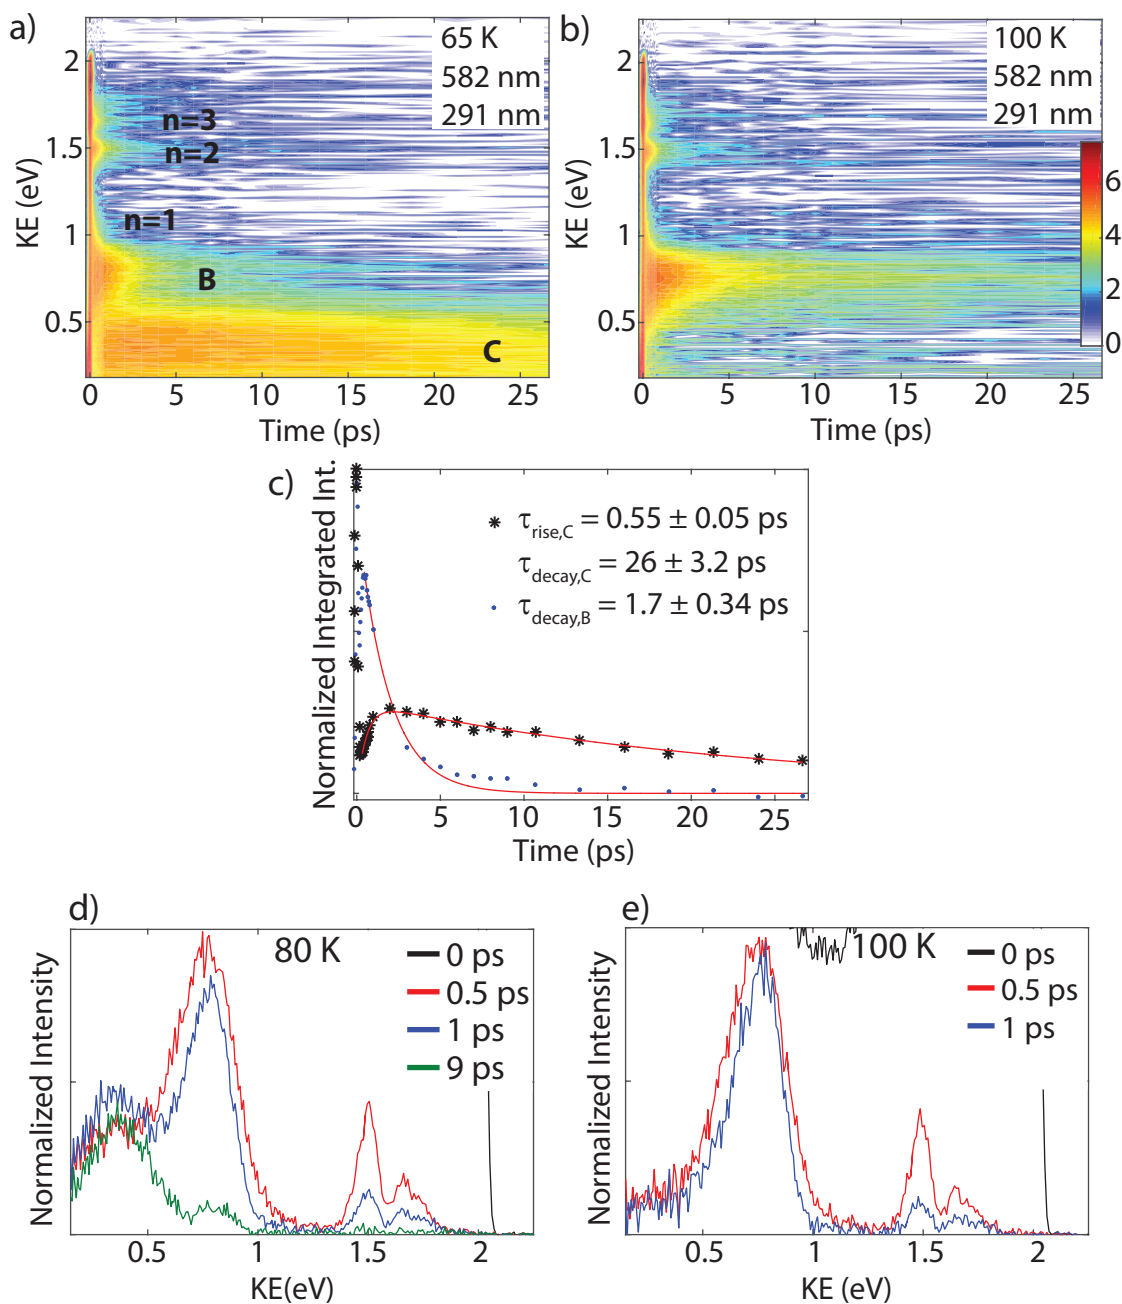 a)
65 K
582 nm
291 nm
n=3
n=2
n=1
B
C
KE (eV)
2
1.5
1
0.5
0 5 10 15 20 25
Time (ps)
b)
100 K
582 nm
291 nm
6
4
2
0
KE (eV)
2
1.5
1
0.5
0 5 10 15 20 25
Time (ps)
c)
Normalized Integrated Int.
τrise,C = 0.55 ± 0.05 ps
τdecay,C = 26 ± 3.2 ps
τdecay,B = 1.7 ± 0.34 ps
0 5 10 15 20 25
Time (ps)
d)
80 K
0 ps
0.5 ps
1 ps
9 ps
Normalized Intensity
0.5 1 1.5 2
KE(eV)
e)
100 K
0 ps
0.5 ps
1 ps
Normalized Intensity
0.5 1 1.5 2
KE (eV)